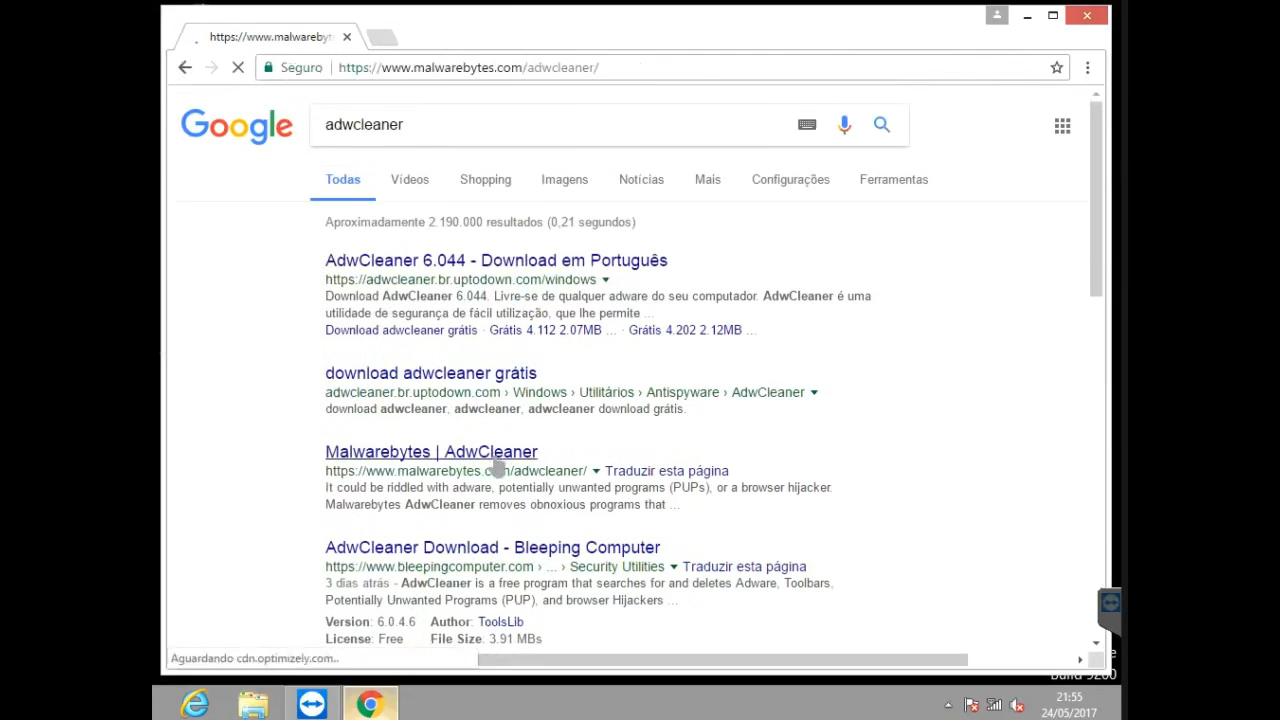 https://www.malwareby
Seguro https://www.malwarebytes.com/adwcleaner/
Google adwcleaner
Todas Vídeos Shopping Imagens Notícias Mais Configurações Ferramentas
Aproximadamente 2.190.000 resultados (0,21 segundos)
AdwCleaner 6.044 - Download em Português
https://adwcleaner.br.uptodown.com/windows
Download AdwCleaner 6.044. Livre-se de qualquer adware do seu computador. AdwCleaner é uma
utilidade de segurança de fácil utilização, que lhe permite ...
Download adwcleaner grátis · Grátis 4.112 2.07MB ... · Grátis 4.202 2.12MB ...
download adwcleaner grátis
adwcleaner.br.uptodown.com › Windows › Utilitários › Antispyware › AdwCleaner
download adwcleaner, adwcleaner, adwcleaner download grátis.
Malwarebytes | AdwCleaner
https://www.malwarebytes.com/adwcleaner/ Traduzir esta página
It could be riddled with adware, potentially unwanted programs (PUPs), or a browser hijacker.
Malwarebytes AdwCleaner removes obnoxious programs that ...
AdwCleaner Download - Bleeping Computer
https://www.bleepingcomputer.com › ... › Security Utilities Traduzir esta página
3 dias atrás - AdwCleaner is a free program that searches for and deletes Adware, Toolbars,
Potentially Unwanted Programs (PUP), and browser Hijackers ...
Version: 6.0.4.6 Author: ToolsLib
License: Free File Size: 3.91 MBs
Aguardando cdn.optimizely.com...
Build 9200
21:55
24/05/2017